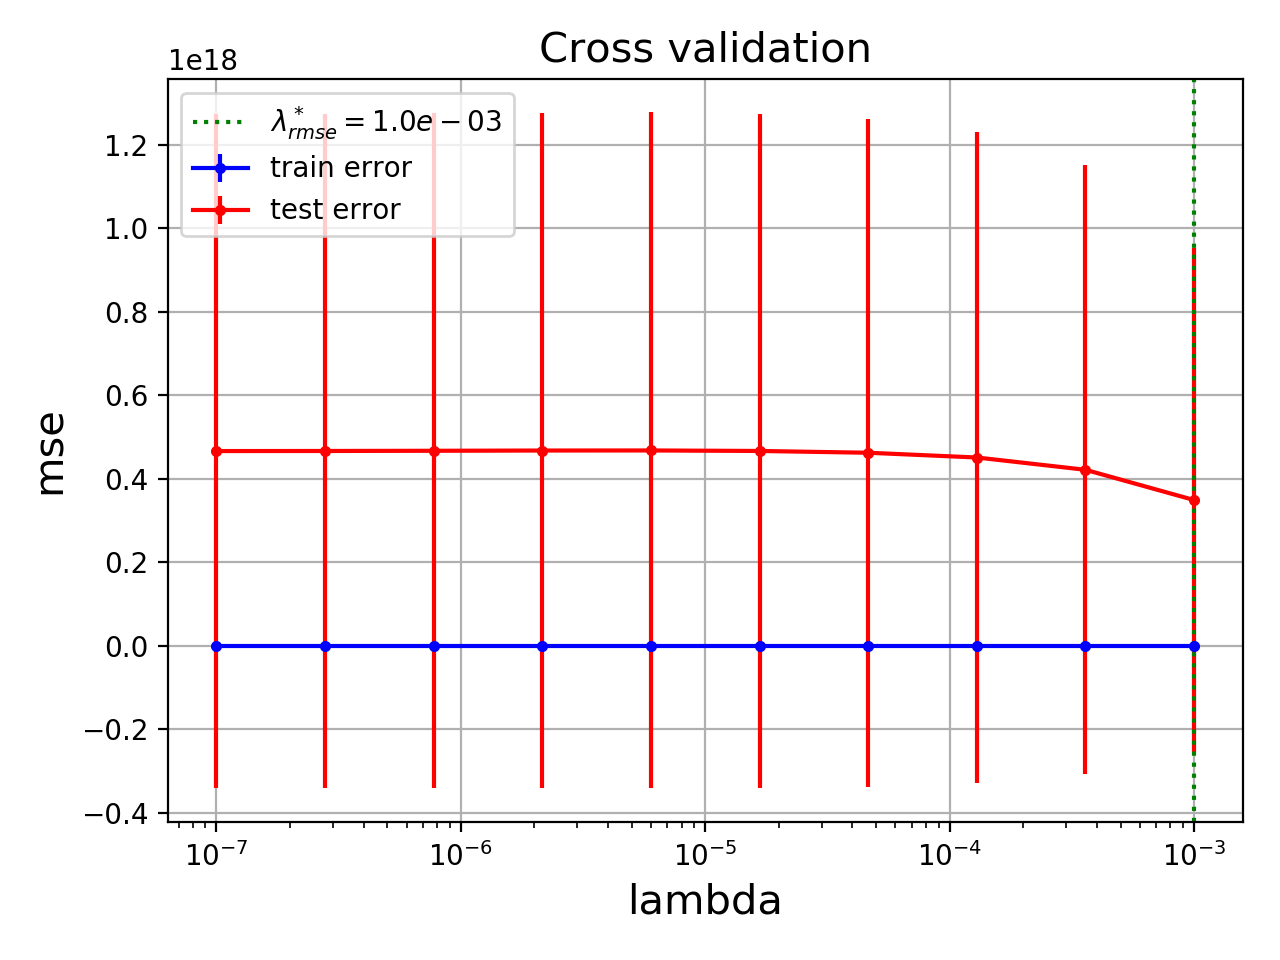 Cross validation
1e18
λ*rmse = 1.0e − 03
train error
test error
1.2
1.0
0.8
0.6
0.4
0.2
0.0
−0.2
−0.4
mse
10⁻⁷ 10⁻⁶ 10⁻⁵ 10⁻⁴ 10⁻³
lambda